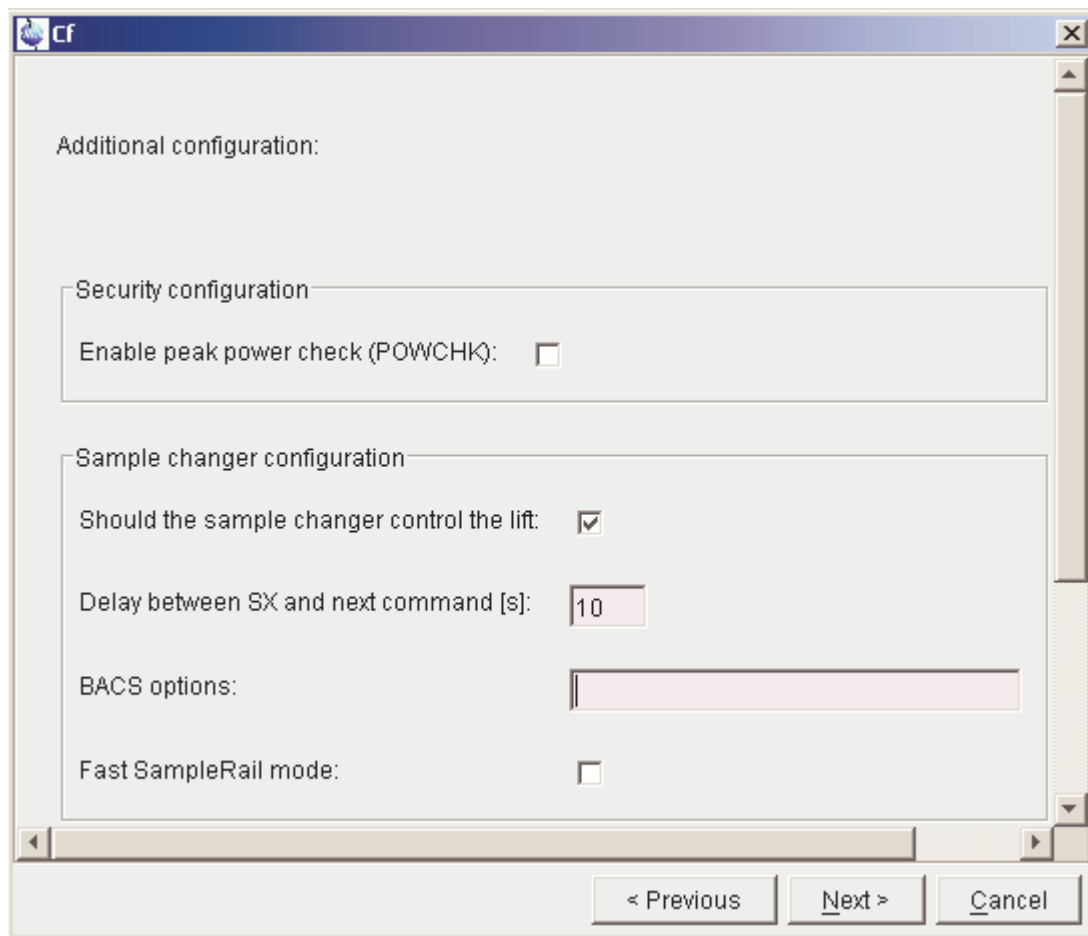 Cf
Additional configuration:
Security configuration
Enable peak power check (POWCHK):
Sample changer configuration
Should the sample changer control the lift:
Delay between SX and next command [s]:
10
BACS options:
Fast SampleRail mode:
< Previous
Next >
Cancel